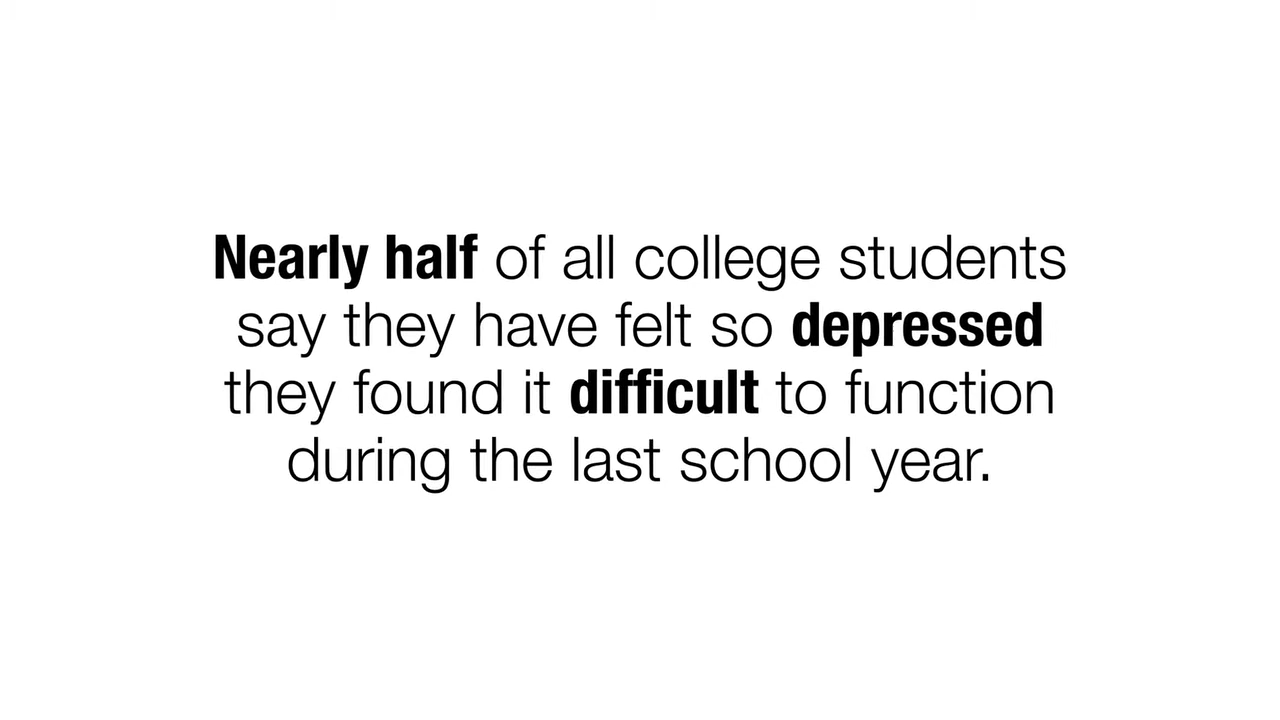 Nearly half of all college students
say they have felt so depressed
they found it difficult to function
during the last school year.